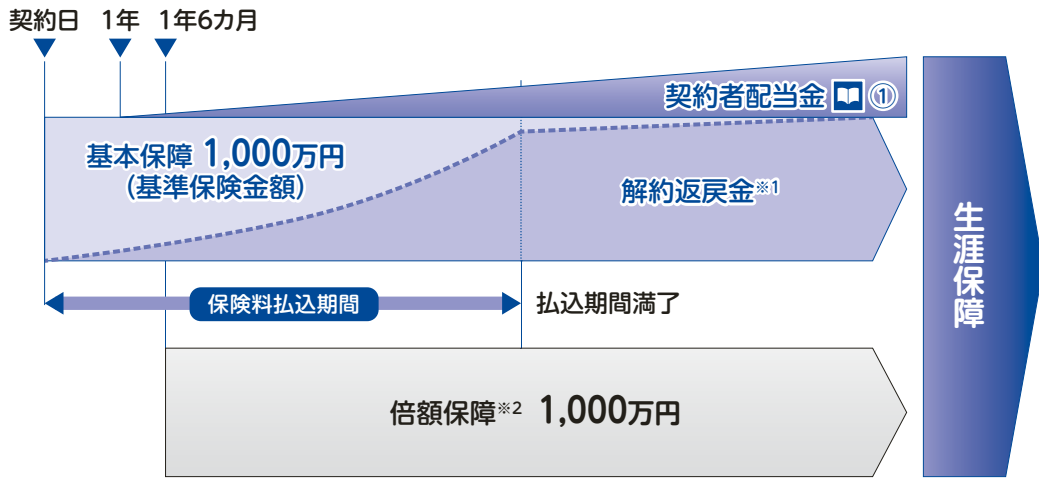 契約日 1年 1年6カ月
契約者配当金 ①
基本保障 1,000万円
(基準保険金額)
解約返戻金※1
生涯保障
保険料払込期間
払込期間満了
倍額保障※2 1,000万円